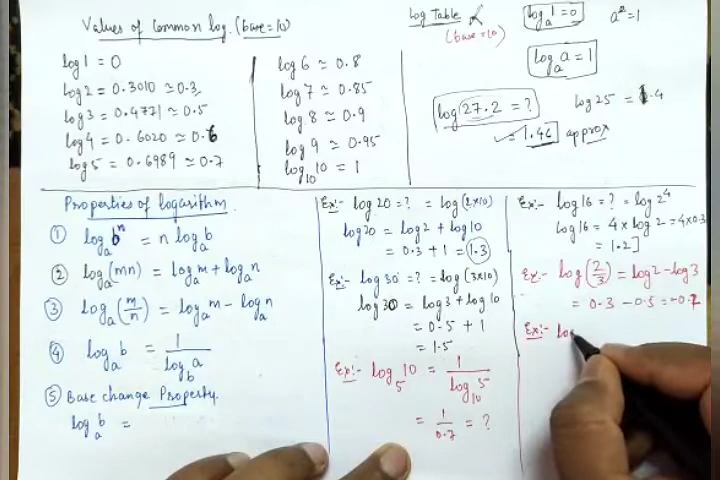 Values of Common log. (base=10)
log 1 = 0
log 2 = 0.3010 ≃ 0.3
log 3 = 0.4771 ≃ 0.5
log 4 = 0.6020 ≃ 0.6
log 5 = 0.6989 ≃ 0.7
log 6 ≃ 0.8
log 7 ≃ 0.85
log 8 ≃ 0.9
log 9 ≃ 0.95
log₁₀ 10 = 1
Log Table
(base=10)
logₐ 1 = 0
logₐ a = 1
log 27.2 = ?
= 1.46 approx
log 25 = 1.4
Properties of logarithm.
① logₐ bⁿ = n logₐ b
② logₐ (mn) = logₐ m + logₐ n
③ logₐ (m/n) = logₐ m − logₐ n
④ logₐ b = 1/log_b a
⑤ Base change Property.
logₐ b =
Ex:- log 20 = ? = log(2×10)
log 20 = log 2 + log 10
= 0.3 + 1 = 1.3
Ex:- log 30 = ? = log(3×10)
log 30 = log 3 + log 10
= 0.5 + 1
= 1.5
Ex:- log₅ 10 = 1/log₁₀ 5
= 1/0.7 = ?
Ex:- log 16 = ? = log 2⁴
log 16 = 4 × log 2 = 4×0.3
= 1.2]
Ex:- log (2/3) = log 2 − log 3
= 0.3 − 0.5 = −0.2
Ex:- lo